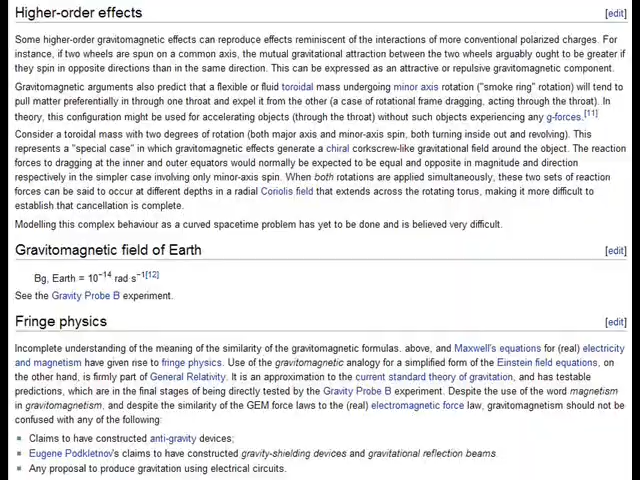 Higher-order effects [edit]
Some higher-order gravitomagnetic effects can reproduce effects reminiscent of the interactions of more conventional polarized charges. For
instance, if two wheels are spun on a common axis, the mutual gravitational attraction between the two wheels arguably ought to be greater if
they spin in opposite directions than in the same direction. This can be expressed as an attractive or repulsive gravitomagnetic component.
Gravitomagnetic arguments also predict that a flexible or fluid toroidal mass undergoing minor axis rotation ("smoke ring" rotation) will tend to
pull matter preferentially in through one throat and expel it from the other (a case of rotational frame dragging, acting through the throat). In
theory, this configuration might be used for accelerating objects (through the throat) without such objects experiencing any g-forces.[11]
Consider a toroidal mass with two degrees of rotation (both major axis and minor-axis spin, both turning inside out and revolving). This
represents a "special case" in which gravitomagnetic effects generate a chiral corkscrew-like gravitational field around the object. The reaction
forces to dragging at the inner and outer equators would normally be expected to be equal and opposite in magnitude and direction
respectively in the simpler case involving only minor-axis spin. When both rotations are applied simultaneously, these two sets of reaction
forces can be said to occur at different depths in a radial Coriolis field that extends across the rotating torus, making it more difficult to
establish that cancellation is complete.
Modelling this complex behaviour as a curved spacetime problem has yet to be done and is believed very difficult.
Gravitomagnetic field of Earth [edit]
Bg, Earth = 10⁻¹⁴ rad s⁻¹[12]
See the Gravity Probe B experiment.
Fringe physics [edit]
Incomplete understanding of the meaning of the similarity of the gravitomagnetic formulas. above, and Maxwell's equations for (real) electricity
and magnetism have given rise to fringe physics. Use of the gravitomagnetic analogy for a simplified form of the Einstein field equations, on
the other hand, is firmly part of General Relativity. It is an approximation to the current standard theory of gravitation, and has testable
predictions, which are in the final stages of being directly tested by the Gravity Probe B experiment. Despite the use of the word magnetism
in gravitomagnetism, and despite the similarity of the GEM force laws to the (real) electromagnetic force law, gravitomagnetism should not be
confused with any of the following:
Claims to have constructed anti-gravity devices;
Eugene Podkletnov's claims to have constructed gravity-shielding devices and gravitational reflection beams.
Any proposal to produce gravitation using electrical circuits.